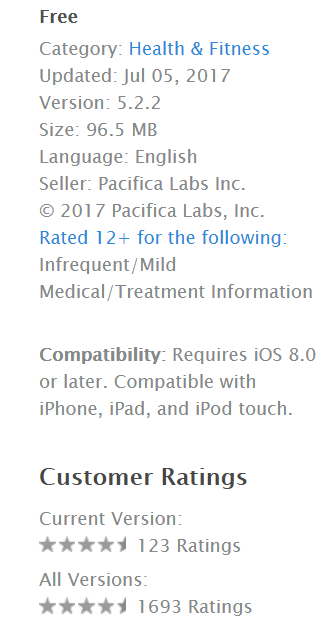 Free
Category: Health & Fitness
Updated: Jul 05, 2017
Version: 5.2.2
Size: 96.5 MB
Language: English
Seller: Pacifica Labs Inc.
© 2017 Pacifica Labs, Inc.
Rated 12+ for the following:
Infrequent/Mild
Medical/Treatment Information
Compatibility: Requires iOS 8.0
or later. Compatible with
iPhone, iPad, and iPod touch.
Customer Ratings
Current Version:
123 Ratings
All Versions:
1693 Ratings